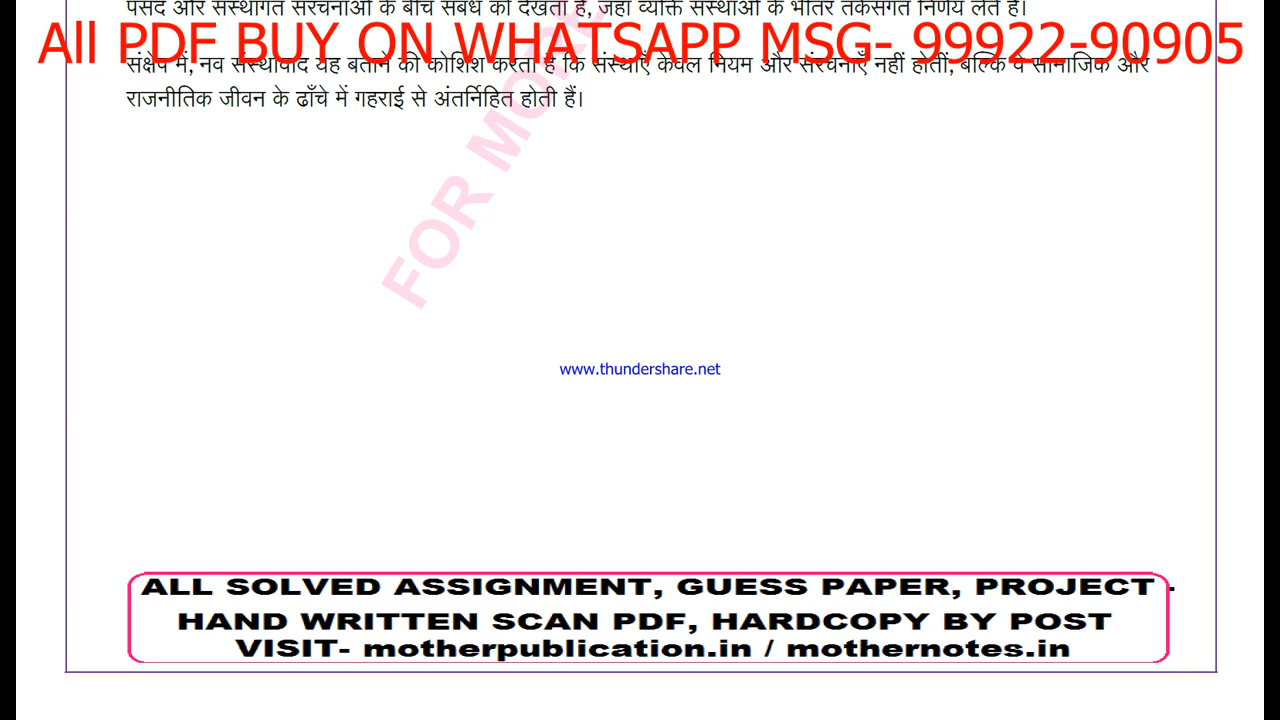 पसंद और संस्थागत संरचनाओं के बीच संबंध को देखता है, जहाँ व्यक्ति संस्थाओं के भीतर तर्कसंगत निर्णय लेते हैं।
All PDF BUY ON WHATSAPP MSG- 99922-90905
संक्षेप में, नव संस्थावाद यह बताने की कोशिश करता है कि संस्थाएँ केवल नियम और संरचनाएँ नहीं होतीं, बल्कि वे सामाजिक और
राजनीतिक जीवन के ढाँचे में गहराई से अंतर्निहित होती हैं।
FOR MORE
www.thundershare.net
ALL SOLVED ASSIGNMENT, GUESS PAPER, PROJECT -
HAND WRITTEN SCAN PDF, HARDCOPY BY POST
VISIT- motherpublication.in / mothernotes.in